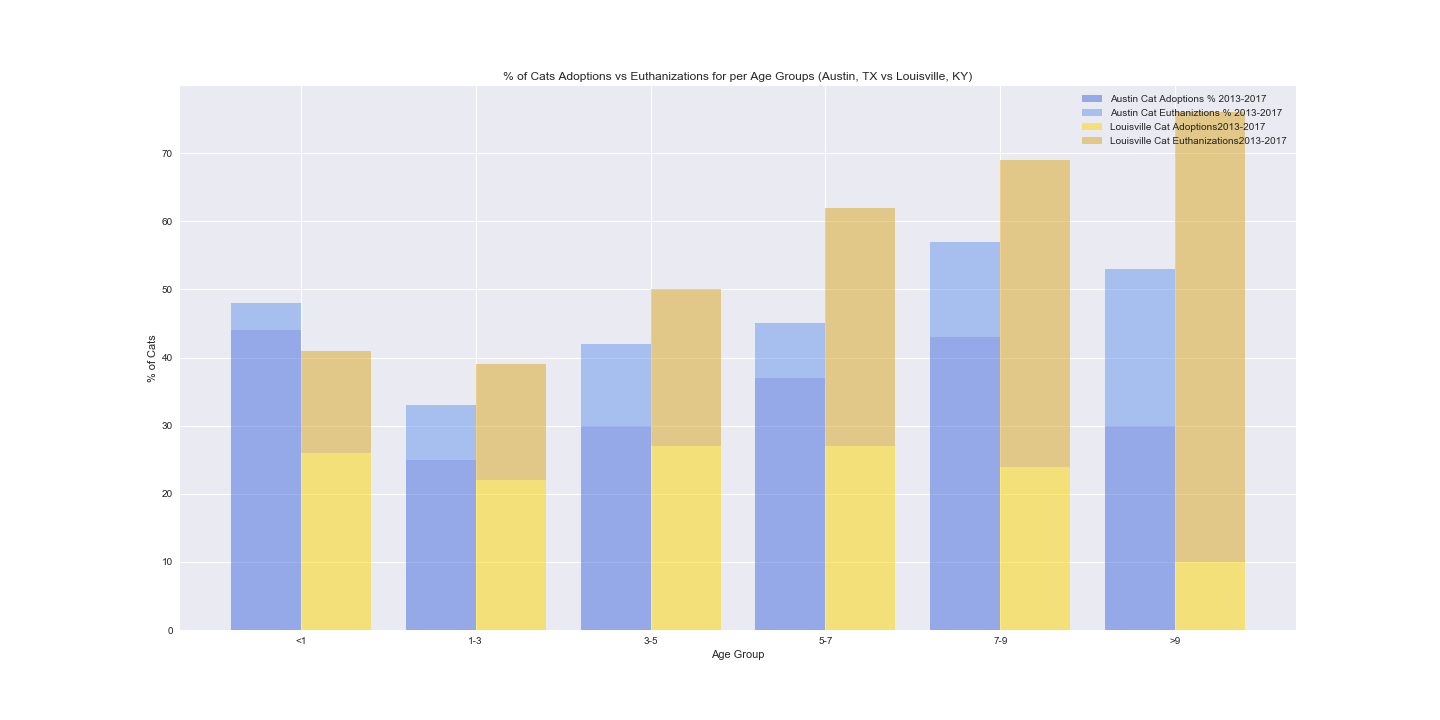 % of Cats Adoptions vs Euthanizations for per Age Groups (Austin, TX vs Louisville, KY)
Austin Cat Adoptions % 2013-2017
Austin Cat Euthaniztions % 2013-2017
Louisville Cat Adoptions2013-2017
Louisville Cat Euthanizations2013-2017
% of Cats
70
60
50
40
30
20
10
0
<1 1-3 3-5 5-7 7-9 >9
Age Group